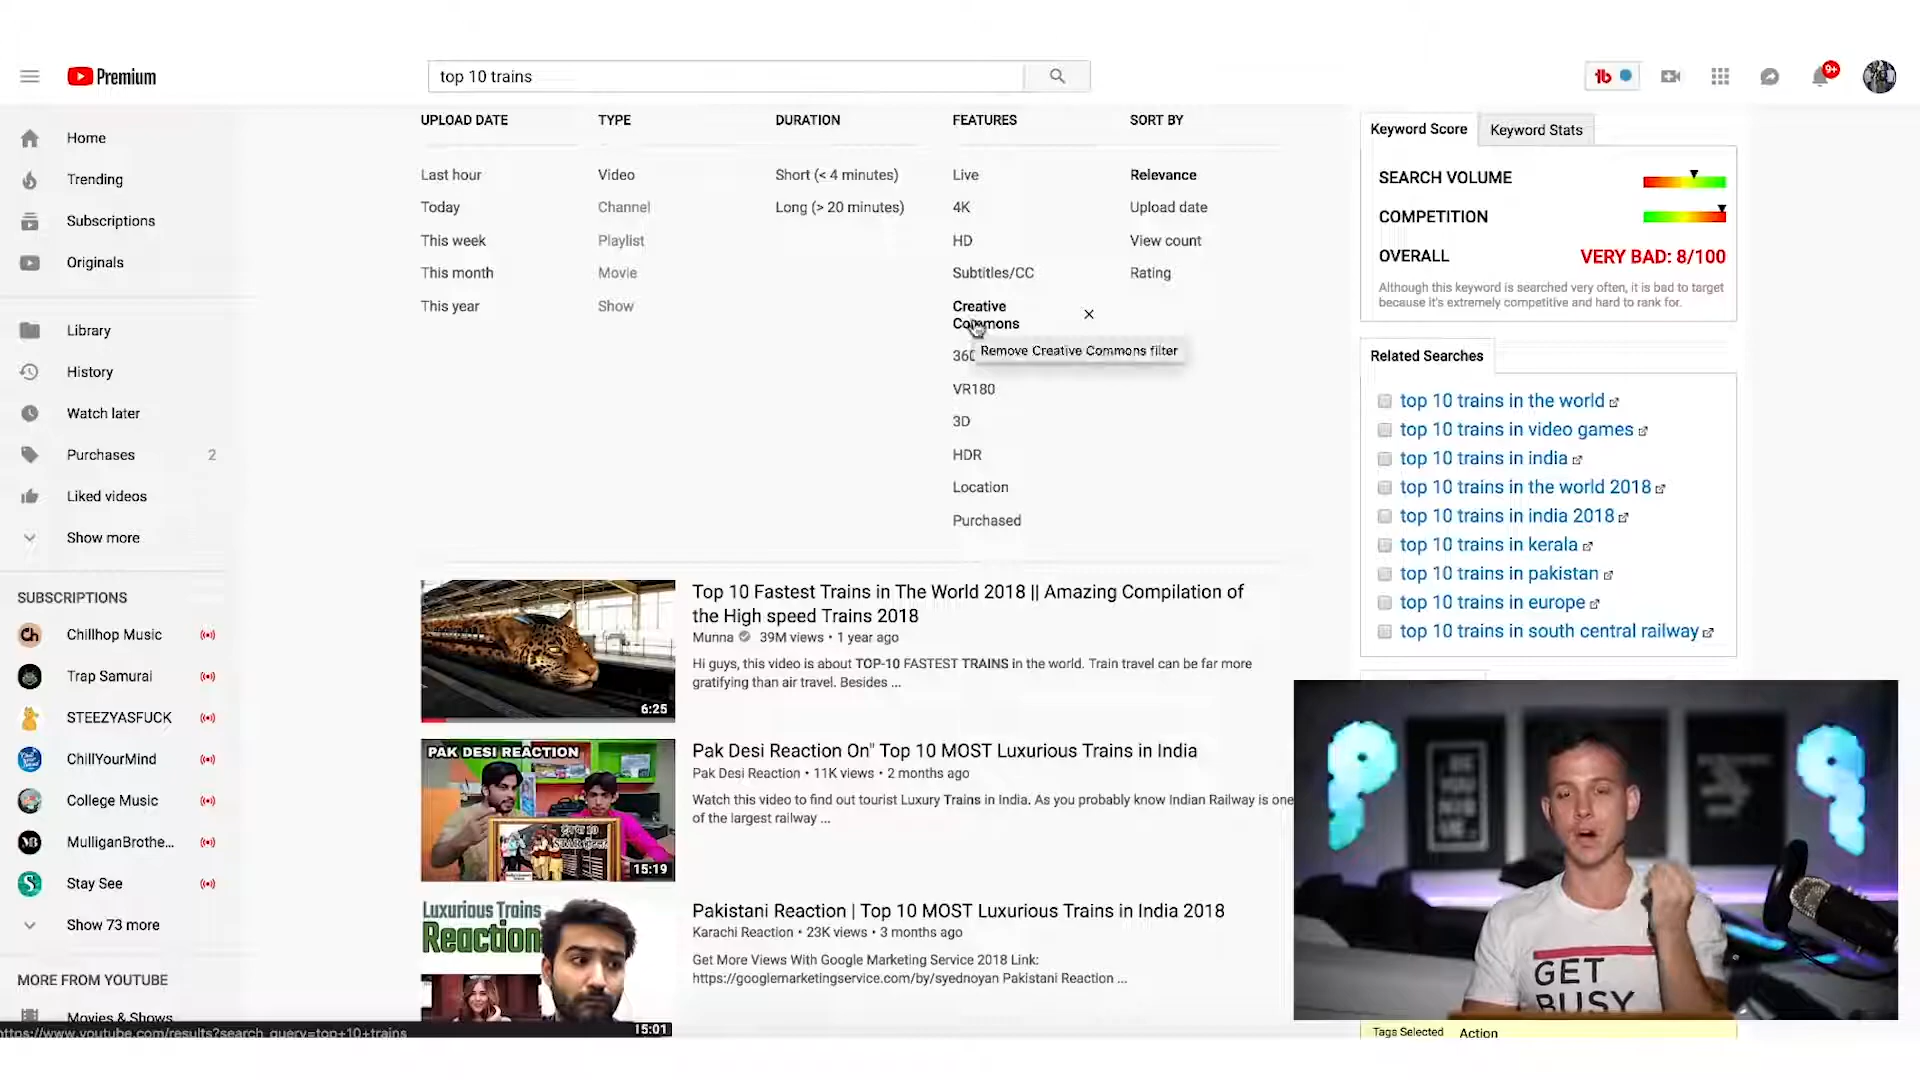 Premium
top 10 trains
9+
Home
Trending
Subscriptions
Originals
Library
History
Watch later
Purchases 2
Liked videos
Show more
SUBSCRIPTIONS
Chillhop Music
Trap Samurai
STEEZYASFUCK
ChillYourMind
College Music
MulliganBrothe...
Stay See
Show 73 more
MORE FROM YOUTUBE
Movies & Shows
https://www.youtube.com/results?search_query=top+10+trains
UPLOAD DATE
Last hour
Today
This week
This month
This year
TYPE
Video
Channel
Playlist
Movie
Show
DURATION
Short (< 4 minutes)
Long (> 20 minutes)
FEATURES
Live
4K
HD
Subtitles/CC
Creative
Commons
Remove Creative Commons filter
VR180
3D
HDR
Location
Purchased
SORT BY
Relevance
Upload date
View count
Rating
Top 10 Fastest Trains in The World 2018 || Amazing Compilation of
the High speed Trains 2018
Munna 39M views • 1 year ago
Hi guys, this video is about TOP-10 FASTEST TRAINS in the world. Train travel can be far more
gratifying than air travel. Besides ...
6:25
PAK DESI REACTION
15:19
Pak Desi Reaction On" Top 10 MOST Luxurious Trains in India
Pak Desi Reaction • 11K views • 2 months ago
Watch this video to find out tourist Luxury Trains in India. As you probably know Indian Railway is one
of the largest railway ...
Luxurious Trains
Reaction
15:01
Pakistani Reaction | Top 10 MOST Luxurious Trains in India 2018
Karachi Reaction • 23K views • 3 months ago
Get More Views With Google Marketing Service 2018 Link:
https://googlemarketingservice.com/by/syednoyan Pakistani Reaction ...
Keyword Score
Keyword Stats
SEARCH VOLUME
COMPETITION
OVERALL VERY BAD: 8/100
Although this keyword is searched very often, it is bad to target
because it's extremely competitive and hard to rank for.
Related Searches
top 10 trains in the world
top 10 trains in video games
top 10 trains in india
top 10 trains in the world 2018
top 10 trains in india 2018
top 10 trains in kerala
top 10 trains in pakistan
top 10 trains in europe
top 10 trains in south central railway
GET
BUSY
Tags Selected Action